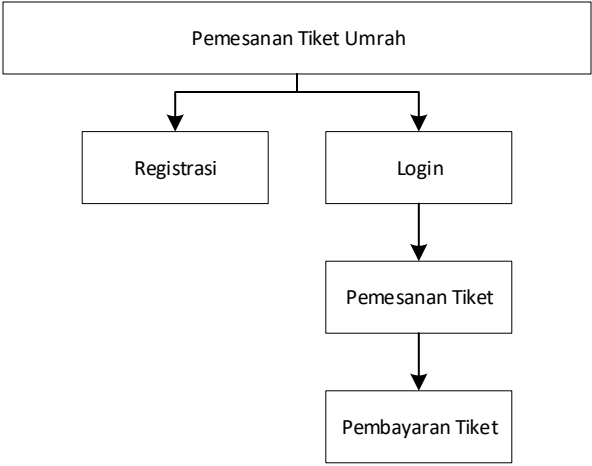 Pemesanan Tiket Umrah
Registrasi
Login
Pemesanan Tiket
Pembayaran Tiket